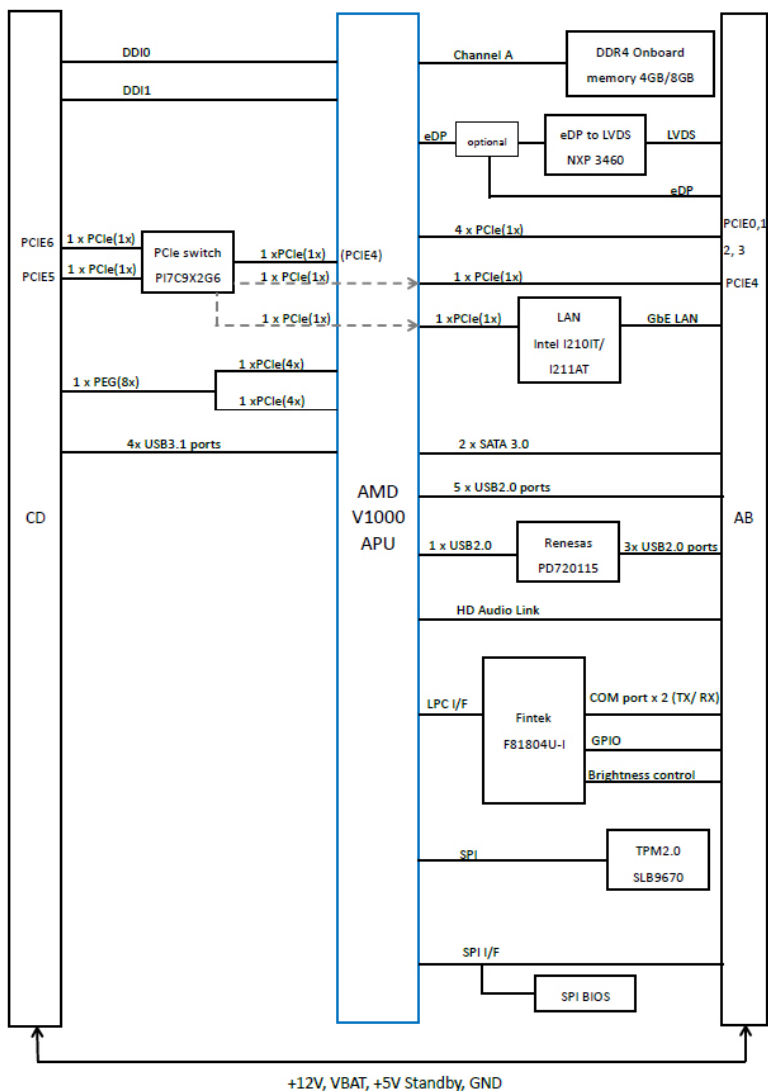 DDI0
DDI1
Channel A
DDR4 Onboard
memory 4GB/8GB
eDP
optional
eDP to LVDS
NXP 3460
LVDS
eDP
PCIE6
1 x PCIe(1x)
PCIe switch
PI7C9X2G6
1 xPCIe(1x)
(PCIE4)
4 x PCIe(1x)
PCIE0,1
2, 3
PCIE5
1 x PCIe(1x)
1 x PCIe(1x)
1 x PCIe(1x)
PCIE4
1 x PCIe(1x)
1 xPCIe(1x)
LAN
Intel I210IT/
I211AT
GbE LAN
1 xPCIe(4x)
1 x PEG(8x)
1 xPCIe(4x)
4x USB3.1 ports
2 x SATA 3.0
CD
AMD
V1000
APU
5 x USB2.0 ports
AB
1 x USB2.0
Renesas
PD720115
3x USB2.0 ports
HD Audio Link
LPC I/F
Fintek
F81804U-I
COM port x 2 (TX/ RX)
GPIO
Brightness control
SPI
TPM2.0
SLB9670
SPI I/F
SPI BIOS
+12V, VBAT, +5V Standby, GND